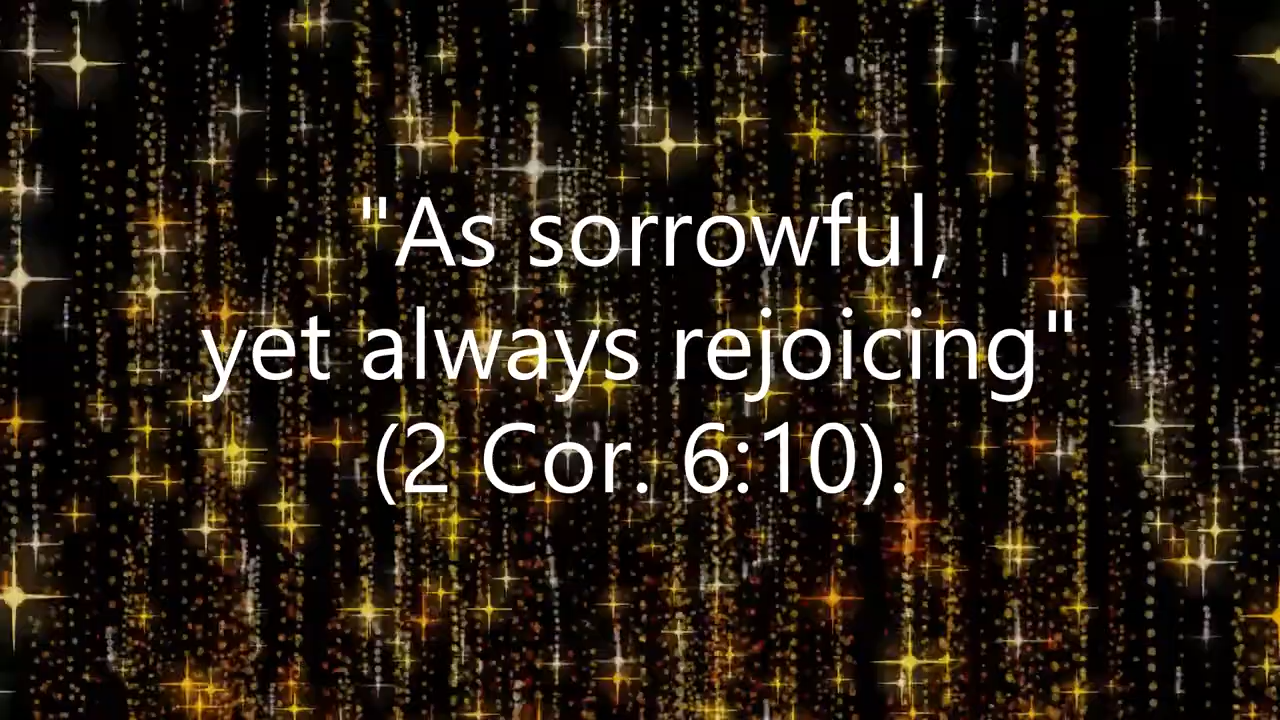 "As sorrowful,
yet always rejoicing"
(2 Cor. 6:10).